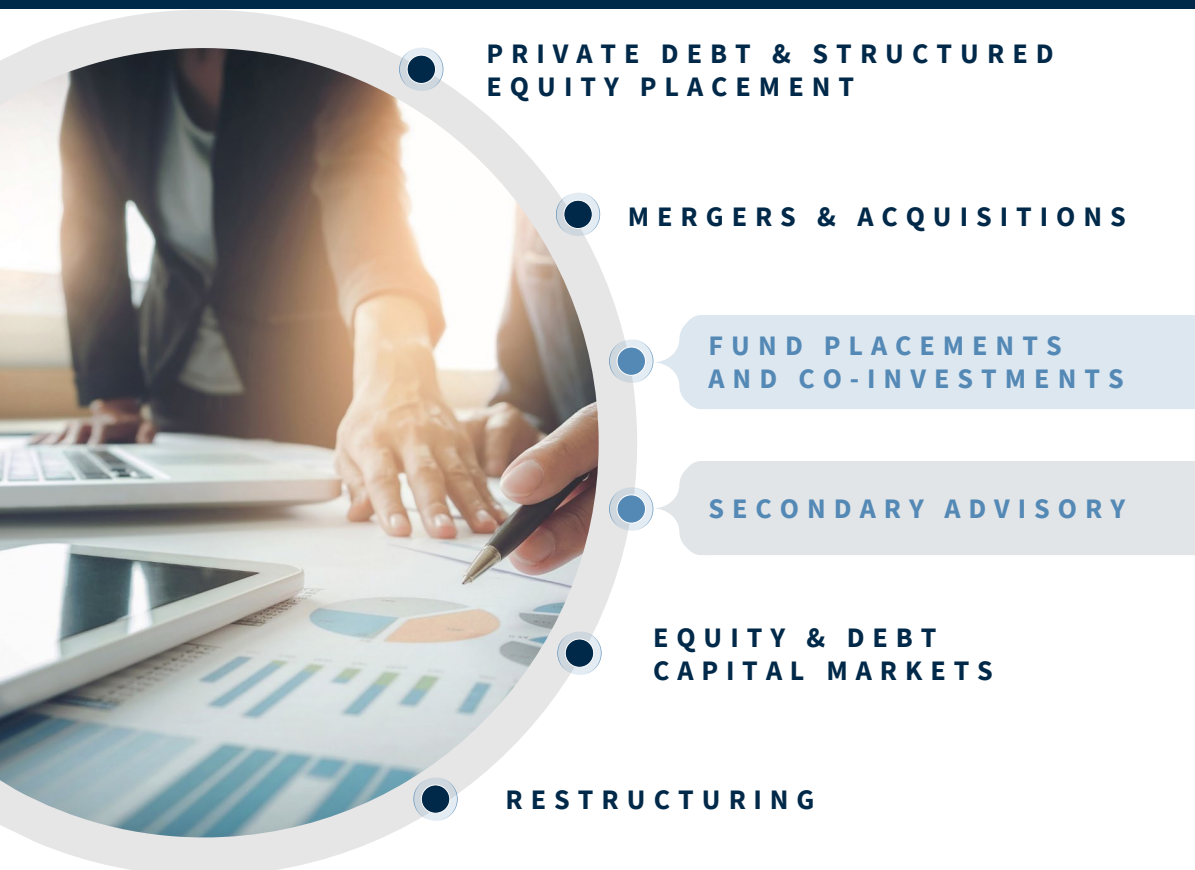 PRIVATE DEBT & STRUCTURED
EQUITY PLACEMENT
MERGERS & ACQUISITIONS
FUND PLACEMENTS
AND CO-INVESTMENTS
SECONDARY ADVISORY
EQUITY & DEBT
CAPITAL MARKETS
RESTRUCTURING